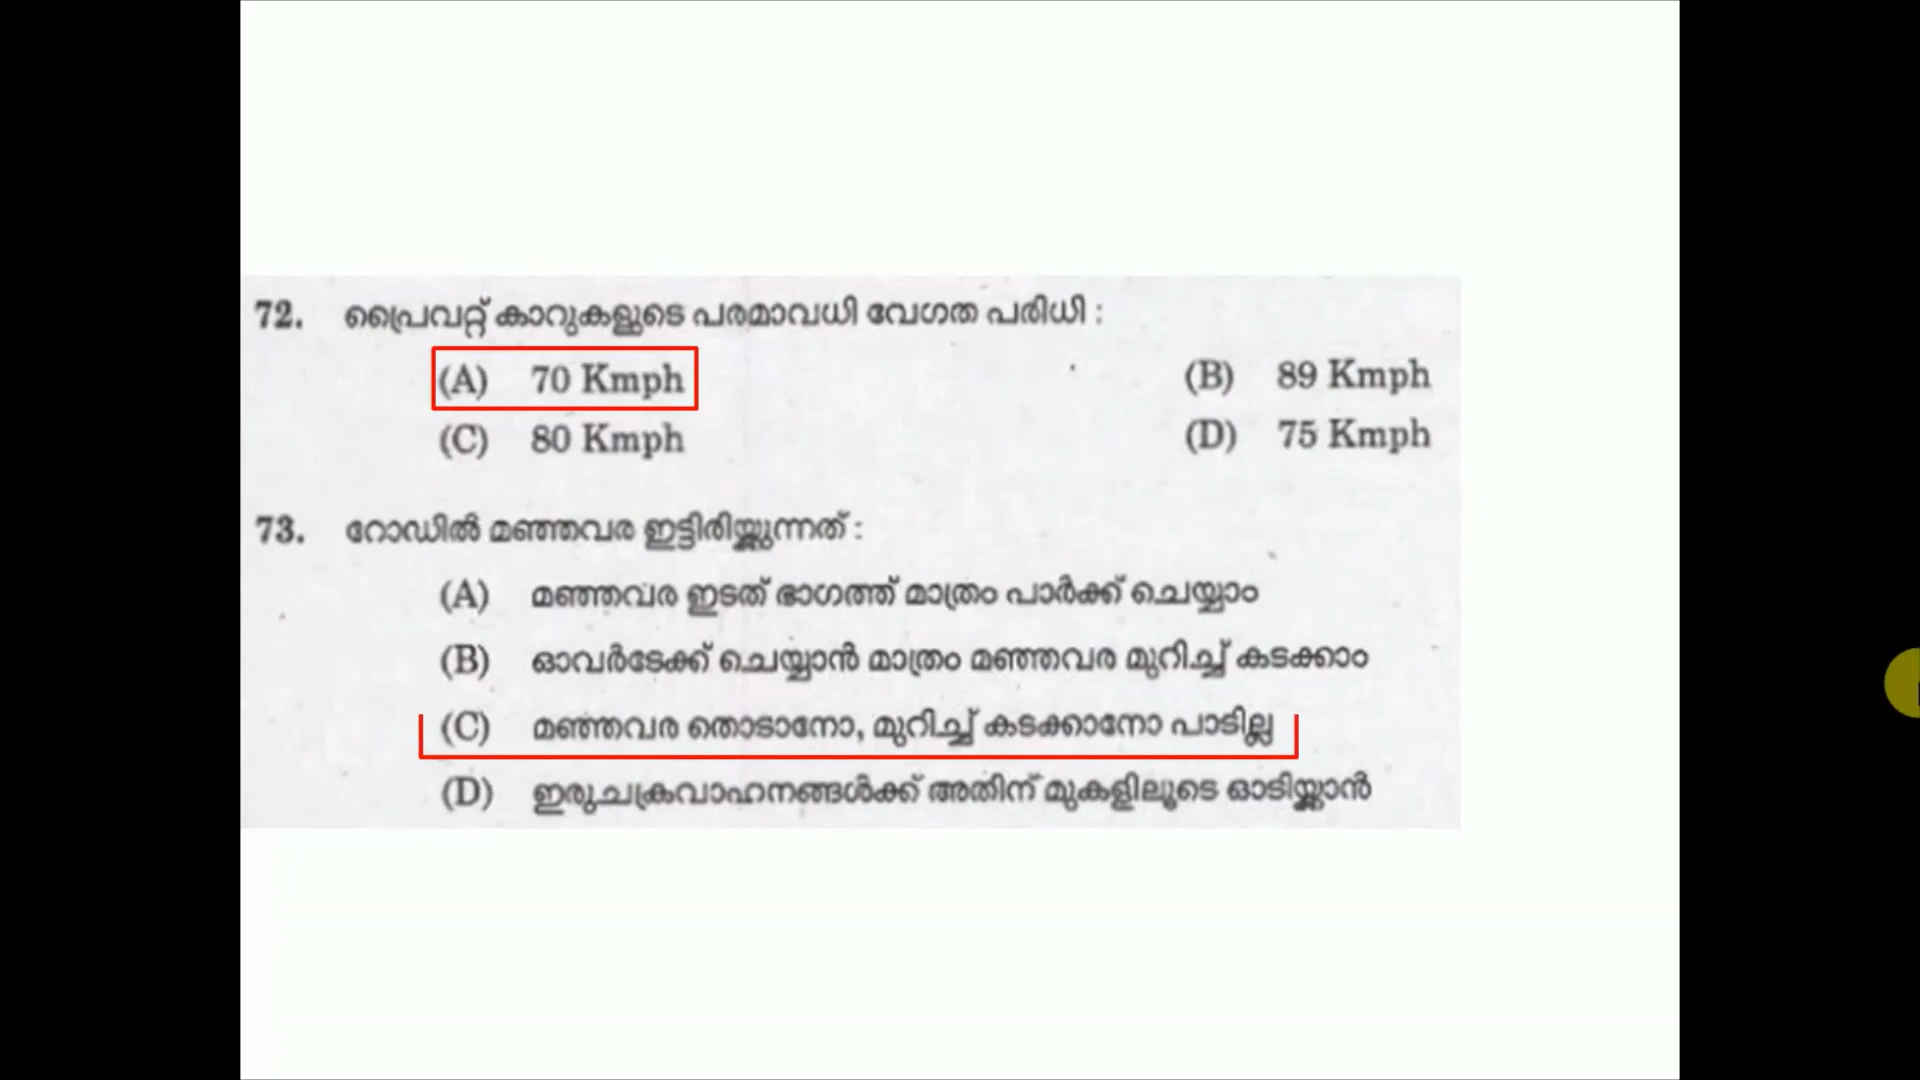 72. പ്രൈവറ്റ് കാറുകളുടെ പരമാവധി വേഗത പരിധി :
(A) 70 Kmph (B) 89 Kmph
(C) 80 Kmph (D) 75 Kmph
73. റോഡിൽ മഞ്ഞവര ഇട്ടിരിയ്ക്കുന്നത് :
(A) മഞ്ഞവര ഇടത് ഭാഗത്ത് മാത്രം പാർക്ക് ചെയ്യാം
(B) ഓവർടേക്ക് ചെയ്യാൻ മാത്രം മഞ്ഞവര മുറിച്ച് കടക്കാം
(C) മഞ്ഞവര തൊടാനോ, മുറിച്ച് കടക്കാനോ പാടില്ല
(D) ഇരുചക്രവാഹനങ്ങൾക്ക് അതിന് മുകളിലൂടെ ഓടിയ്ക്കാൻ